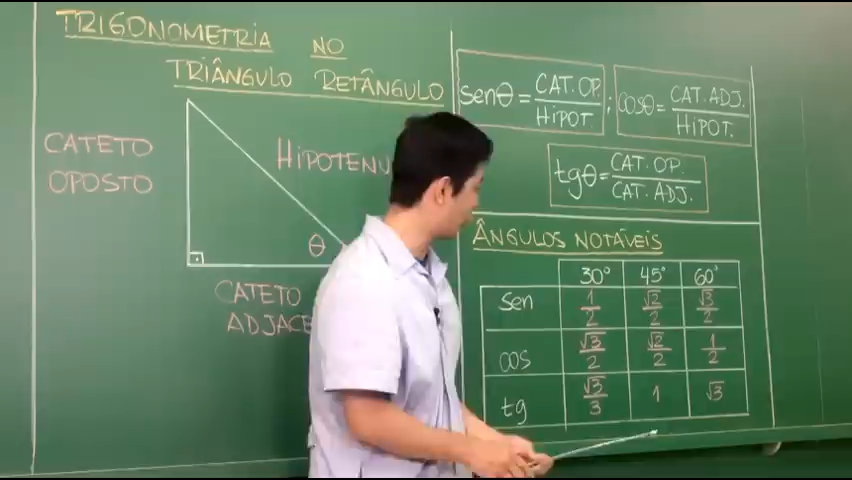 TRIGONOMETRIA NO
TRIÂNGULO RETÂNGULO
CATETO
OPOSTO
HIPOTENU
θ
CATETO
ADJACE
senθ = CAT. OP. / HIPOT. ; cosθ = CAT. ADJ. / HIPOT.
tgθ = CAT. OP. / CAT. ADJ.
ÂNGULOS NOTÁVEIS
30° 45° 60°
sen 1/2 √2/2 √3/2
cos √3/2 √2/2 1/2
tg √3/3 1 √3